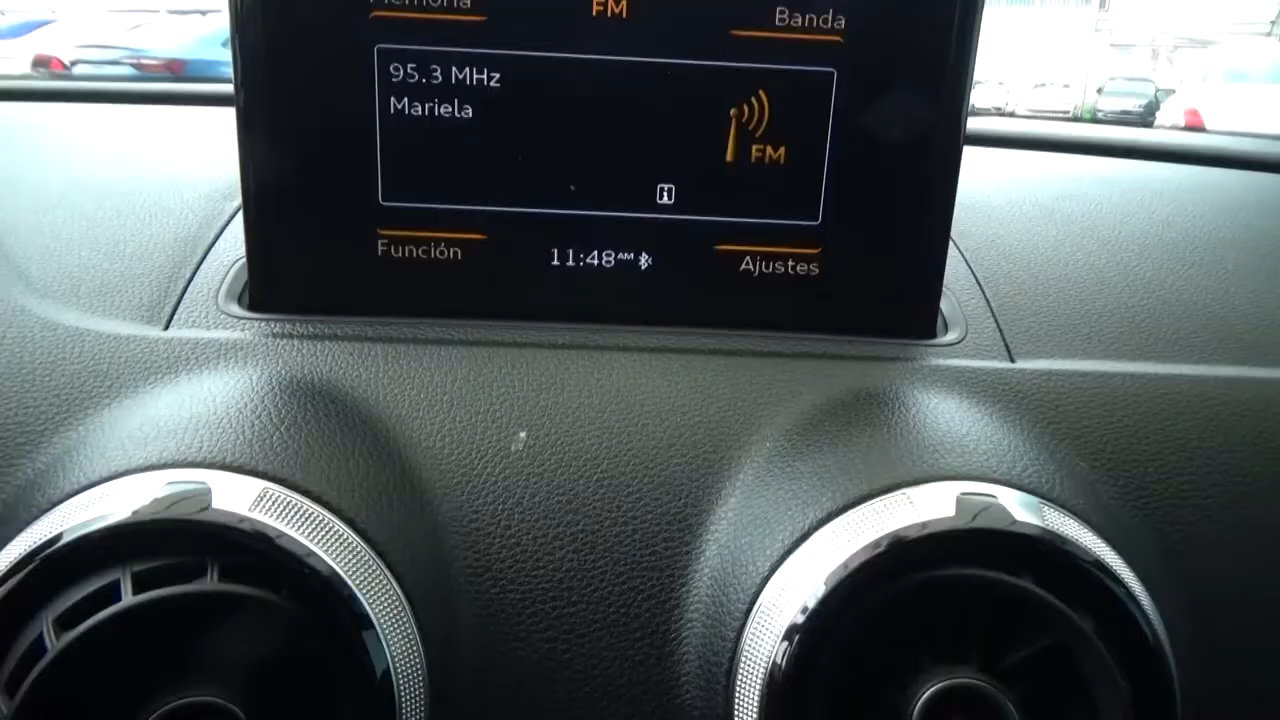 Memoria
FM
Banda
95.3 MHz
Mariela
FM
i
Función
11:48 AM
Ajustes